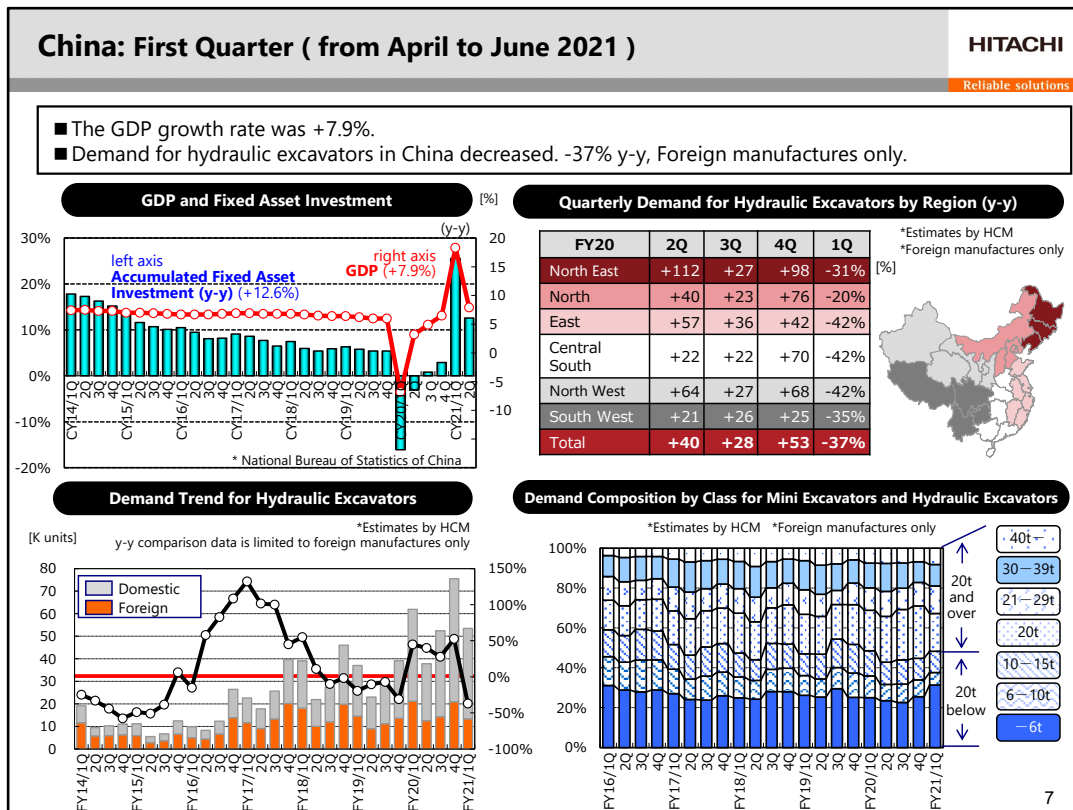 China: First Quarter ( from April to June 2021 )
HITACHI
Reliable solutions
■ The GDP growth rate was +7.9%.
■ Demand for hydraulic excavators in China decreased. -37% y-y, Foreign manufactures only.
GDP and Fixed Asset Investment
[%]
(y-y)
left axis
Accumulated Fixed Asset
Investment (y-y) (+12.6%)
right axis
GDP (+7.9%)
30%
20%
10%
0%
-10%
-20%
20
15
10
5
0
-5
-10
CY14/1Q 2Q 3Q 4Q CY15/1Q 2Q 3Q 4Q CY16/1Q 2Q 3Q 4Q CY17/1Q 2Q 3Q 4Q CY18/1Q 2Q 3Q 4Q CY19/1Q 2Q 3Q 4Q CY20/1Q 2Q 3Q 4Q CY21/1Q 2Q
* National Bureau of Statistics of China
Quarterly Demand for Hydraulic Excavators by Region (y-y)
*Estimates by HCM
*Foreign manufactures only
[%]
FY20 2Q 3Q 4Q 1Q
North East +112 +27 +98 -31%
North +40 +23 +76 -20%
East +57 +36 +42 -42%
Central
South +22 +22 +70 -42%
North West +64 +27 +68 -42%
South West +21 +26 +25 -35%
Total +40 +28 +53 -37%
Demand Trend for Hydraulic Excavators
*Estimates by HCM
y-y comparison data is limited to foreign manufactures only
[K units]
Domestic
Foreign
80
70
60
50
40
30
20
10
0
150%
100%
50%
0%
-50%
-100%
FY14/1Q 2Q 3Q 4Q FY15/1Q 2Q 3Q 4Q FY16/1Q 2Q 3Q 4Q FY17/1Q 2Q 3Q 4Q FY18/1Q 2Q 3Q 4Q FY19/1Q 2Q 3Q 4Q FY20/1Q 2Q 3Q 4Q FY21/1Q
Demand Composition by Class for Mini Excavators and Hydraulic Excavators
*Estimates by HCM *Foreign manufactures only
100%
80%
60%
40%
20%
0%
FY16/1Q 2Q 3Q 4Q FY17/1Q 2Q 3Q 4Q FY18/1Q 2Q 3Q 4Q FY19/1Q 2Q 3Q 4Q FY20/1Q 2Q 3Q 4Q FY21/1Q
20t
and
over
20t
below
40t－
30－39t
21－29t
20t
10－15t
6－10t
－6t
7